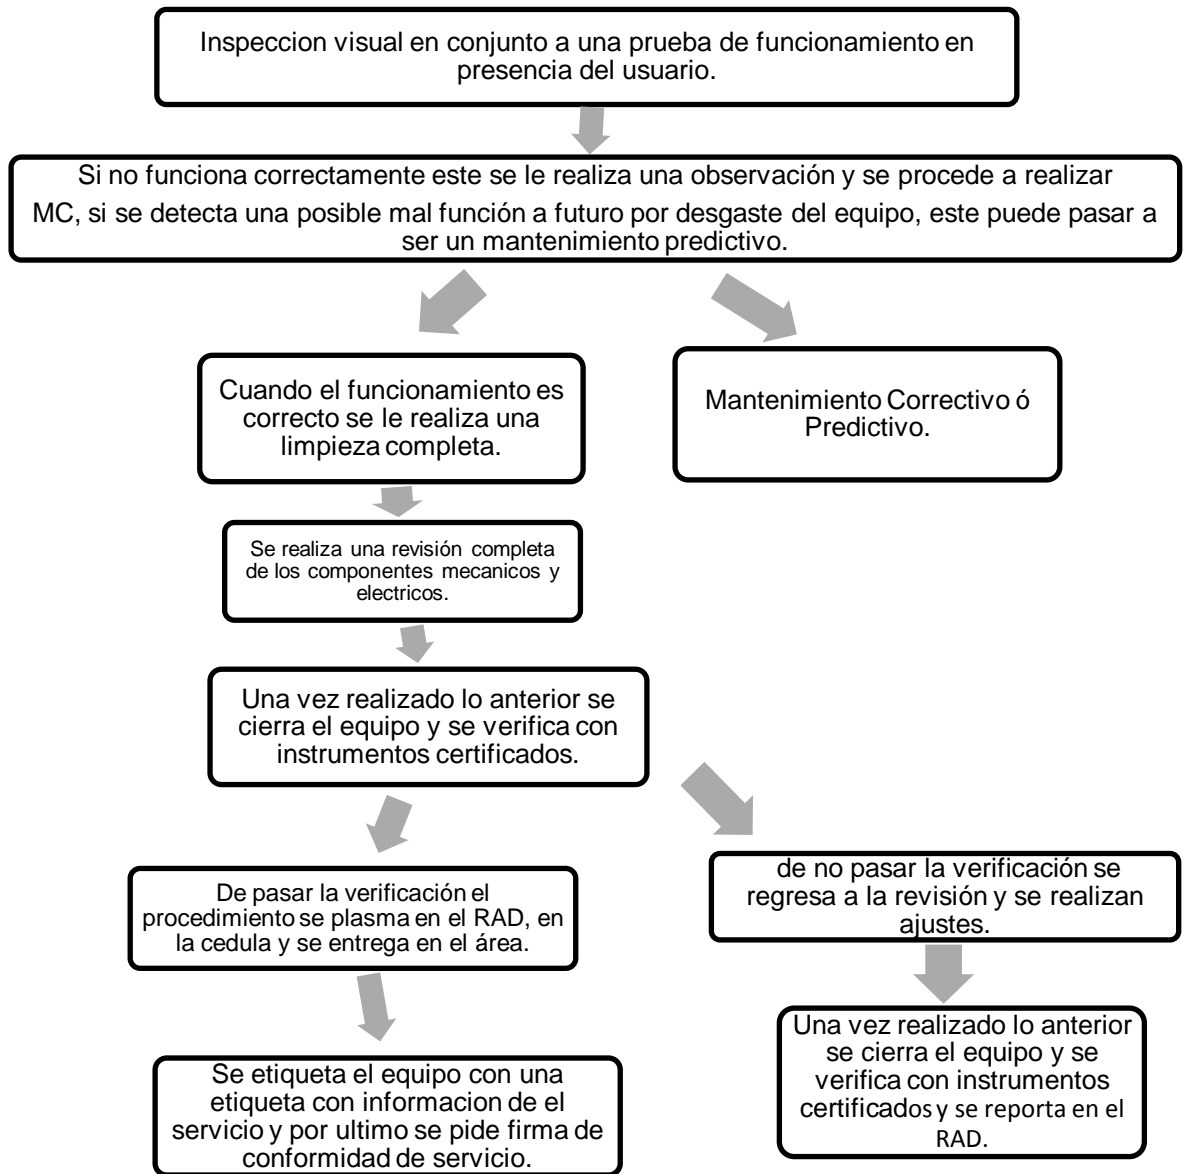 Inspeccion visual en conjunto a una prueba de funcionamiento en
presencia del usuario.
Si no funciona correctamente este se le realiza una observación y se procede a realizar
MC, si se detecta una posible mal función a futuro por desgaste del equipo, este puede pasar a
ser un mantenimiento predictivo.
Cuando el funcionamiento es
correcto se le realiza una
limpieza completa.
Mantenimiento Correctivo ó
Predictivo.
Se realiza una revisión completa
de los componentes mecanicos y
electricos.
Una vez realizado lo anterior se
cierra el equipo y se verifica con
instrumentos certificados.
De pasar la verificación el
procedimiento se plasma en el RAD, en
la cedula y se entrega en el área.
de no pasar la verificación se
regresa a la revisión y se realizan
ajustes.
Se etiqueta el equipo con una
etiqueta con informacion de el
servicio y por ultimo se pide firma de
conformidad de servicio.
Una vez realizado lo anterior
se cierra el equipo y se
verifica con instrumentos
certificados y se reporta en el
RAD.